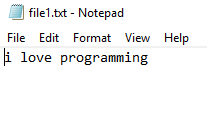 file1.txt - Notepad
File Edit Format View Help
i love programming